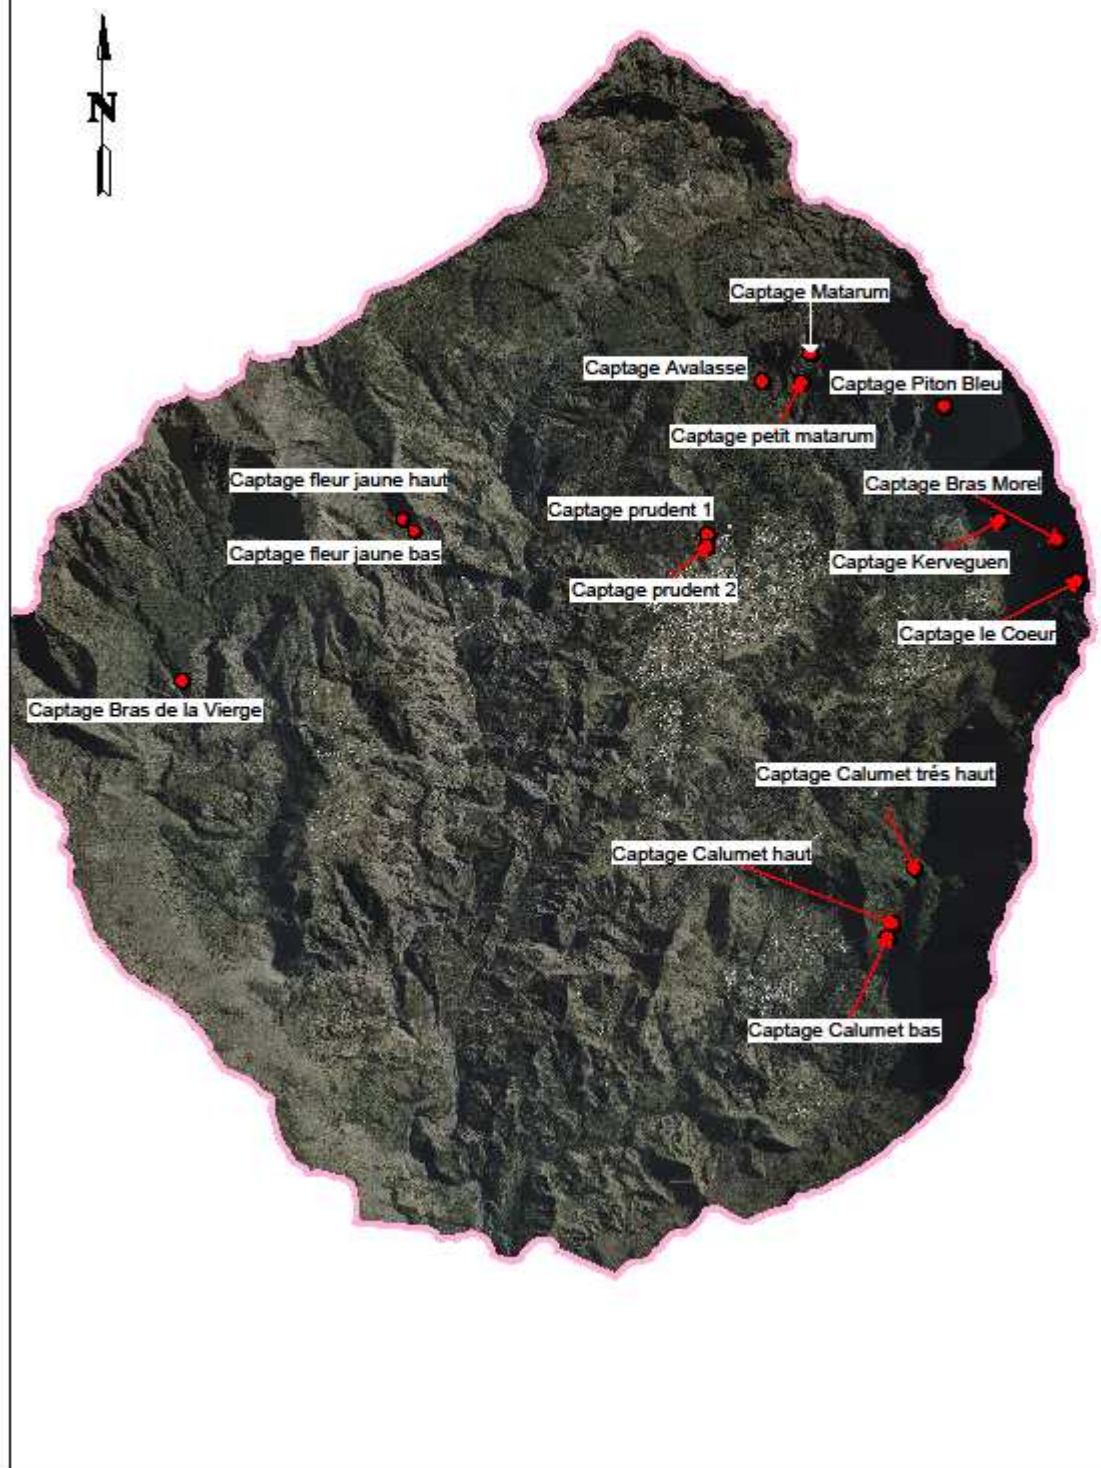 N
Captage Matarum
Captage Avalasse
Captage Piton Bleu
Captage petit matarum
Captage fleur jaune haut
Captage Bras Morel
Captage prudent 1
Captage fleur jaune bas
Captage Kerveguen
Captage prudent 2
Captage le Coeur
Captage Bras de la Vierge
Captage Calumet trés haut
Captage Calumet haut
Captage Calumet bas